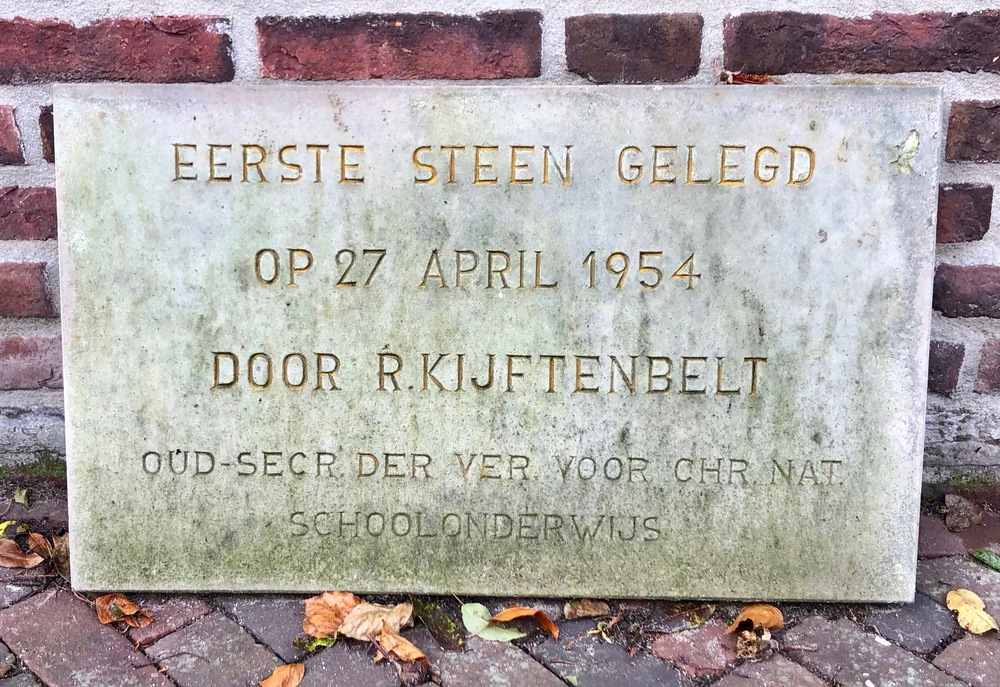 EERSTE STEEN GELEGD
OP 27 APRIL 1954
DOOR R.KIJFTENBELT
OUD-SECR. DER VER. VOOR CHR. NAT.
SCHOOLONDERWIJS